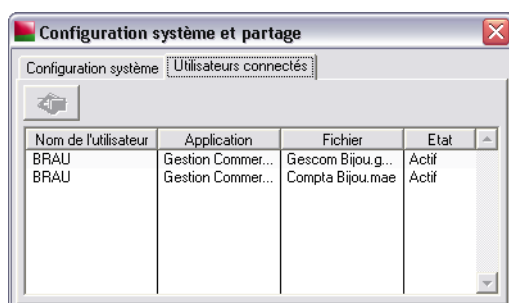 Configuration système et partage
Configuration système Utilisateurs connectés
Nom de l'utilisateur Application Fichier Etat
BRAU Gestion Commer... Gescom Bijou.g... Actif
BRAU Gestion Commer... Compta Bijou.mae Actif